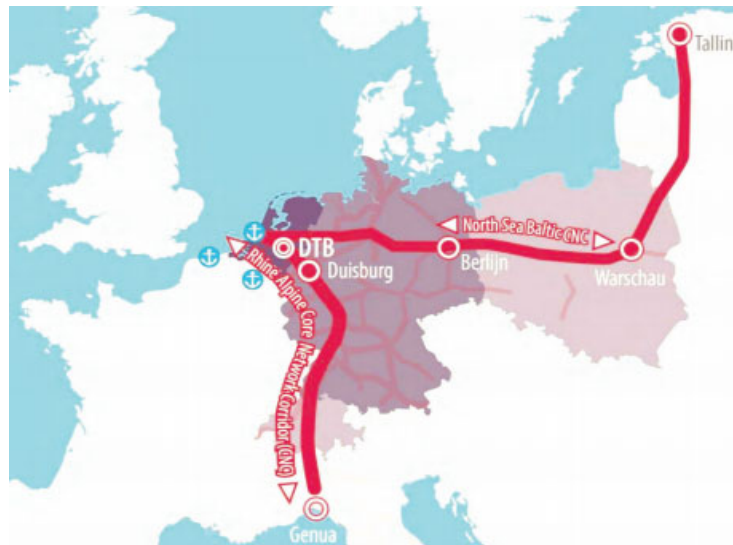 Tallin
North Sea Baltic CNC
DTB
Berlijn
Duisburg
Warschau
Rhine Alpine Core Network Corridor (CNC)
Genua